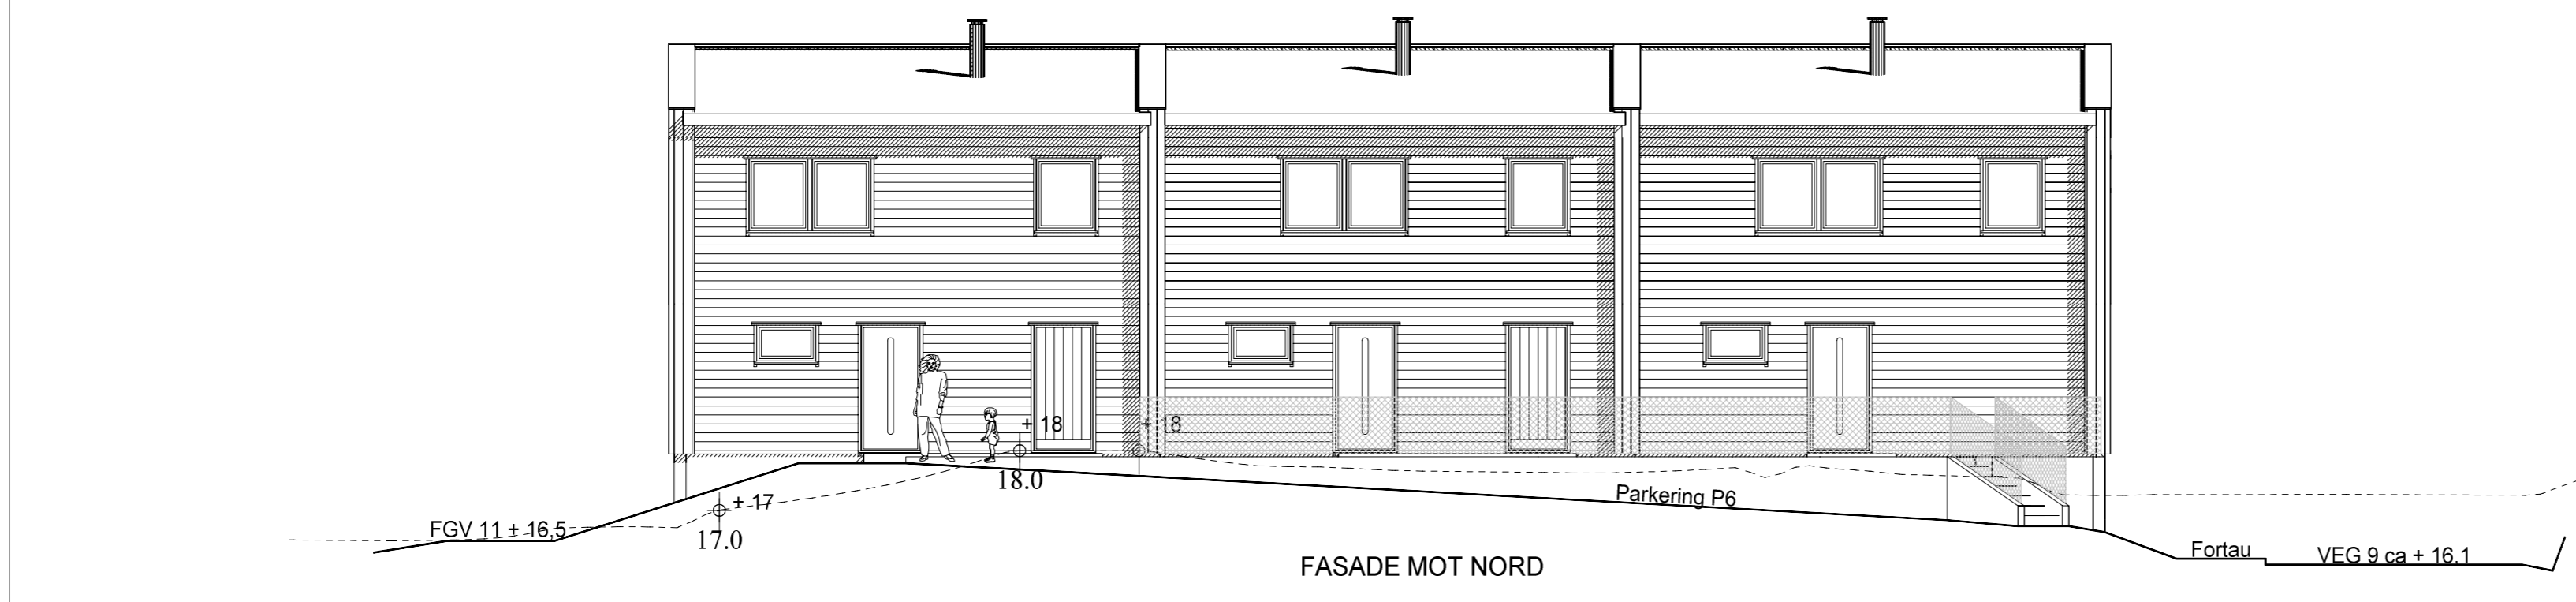 + 18
+ 18
18.0
+ 17
17.0
FGV 11 + 16,5
Parkering P6
FASADE MOT NORD
Fortau
VEG 9 ca + 16,1